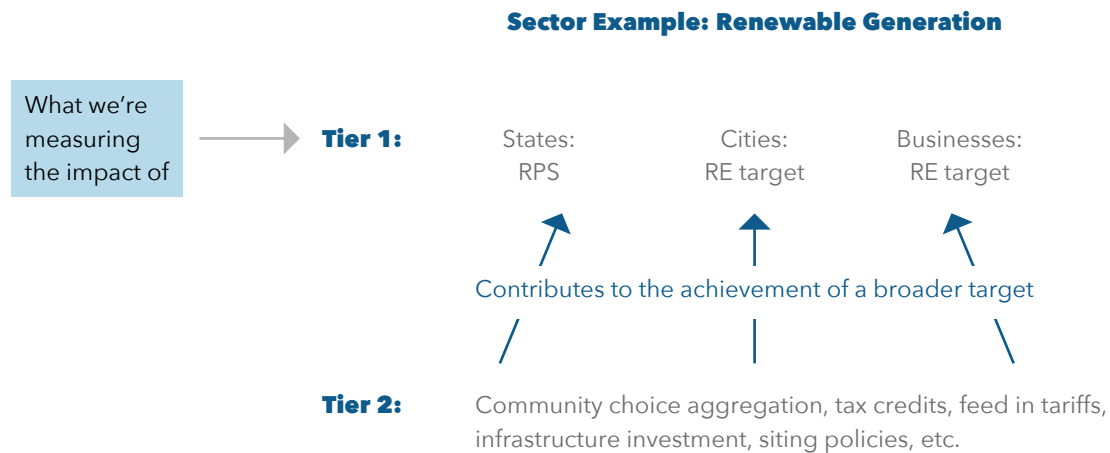 Sector Example: Renewable Generation
What we're
measuring
the impact of
Tier 1:
States:
RPS
Cities:
RE target
Businesses:
RE target
Contributes to the achievement of a broader target
Tier 2:
Community choice aggregation, tax credits, feed in tariffs,
infrastructure investment, siting policies, etc.